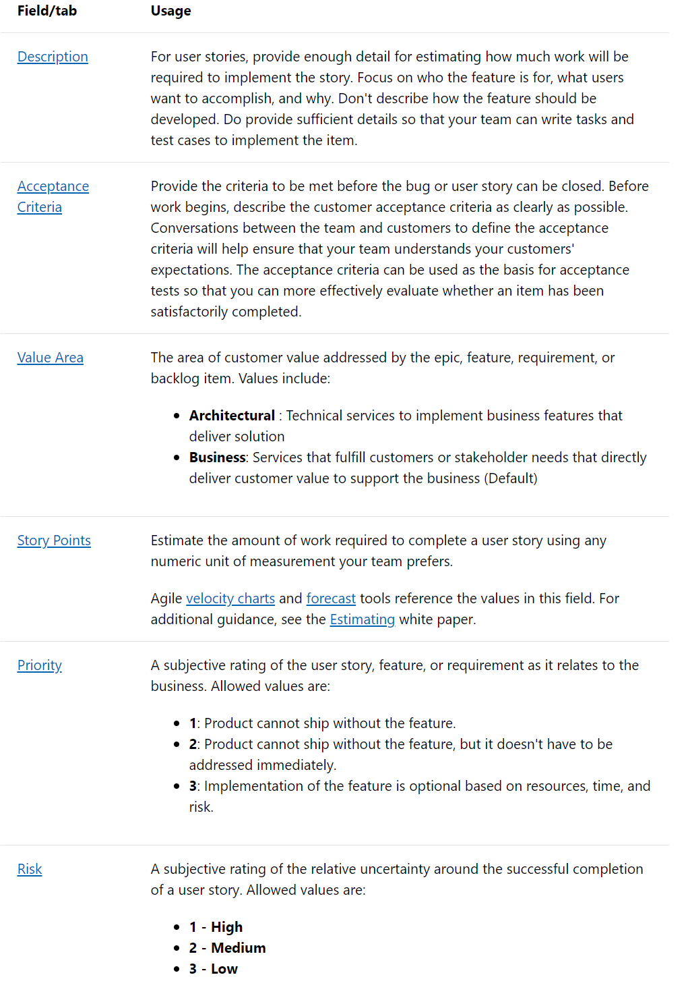 Field/tab Usage
Description For user stories, provide enough detail for estimating how much work will be
required to implement the story. Focus on who the feature is for, what users
want to accomplish, and why. Don't describe how the feature should be
developed. Do provide sufficient details so that your team can write tasks and
test cases to implement the item.
Acceptance Provide the criteria to be met before the bug or user story can be closed. Before
Criteria work begins, describe the customer acceptance criteria as clearly as possible.
Conversations between the team and customers to define the acceptance
criteria will help ensure that your team understands your customers'
expectations. The acceptance criteria can be used as the basis for acceptance
tests so that you can more effectively evaluate whether an item has been
satisfactorily completed.
Value Area The area of customer value addressed by the epic, feature, requirement, or
backlog item. Values include:
• Architectural : Technical services to implement business features that
deliver solution
• Business: Services that fulfill customers or stakeholder needs that directly
deliver customer value to support the business (Default)
Story Points Estimate the amount of work required to complete a user story using any
numeric unit of measurement your team prefers.
Agile velocity charts and forecast tools reference the values in this field. For
additional guidance, see the Estimating white paper.
Priority A subjective rating of the user story, feature, or requirement as it relates to the
business. Allowed values are:
• 1: Product cannot ship without the feature.
• 2: Product cannot ship without the feature, but it doesn't have to be
addressed immediately.
• 3: Implementation of the feature is optional based on resources, time, and
risk.
Risk A subjective rating of the relative uncertainty around the successful completion
of a user story. Allowed values are:
• 1 - High
• 2 - Medium
• 3 - Low